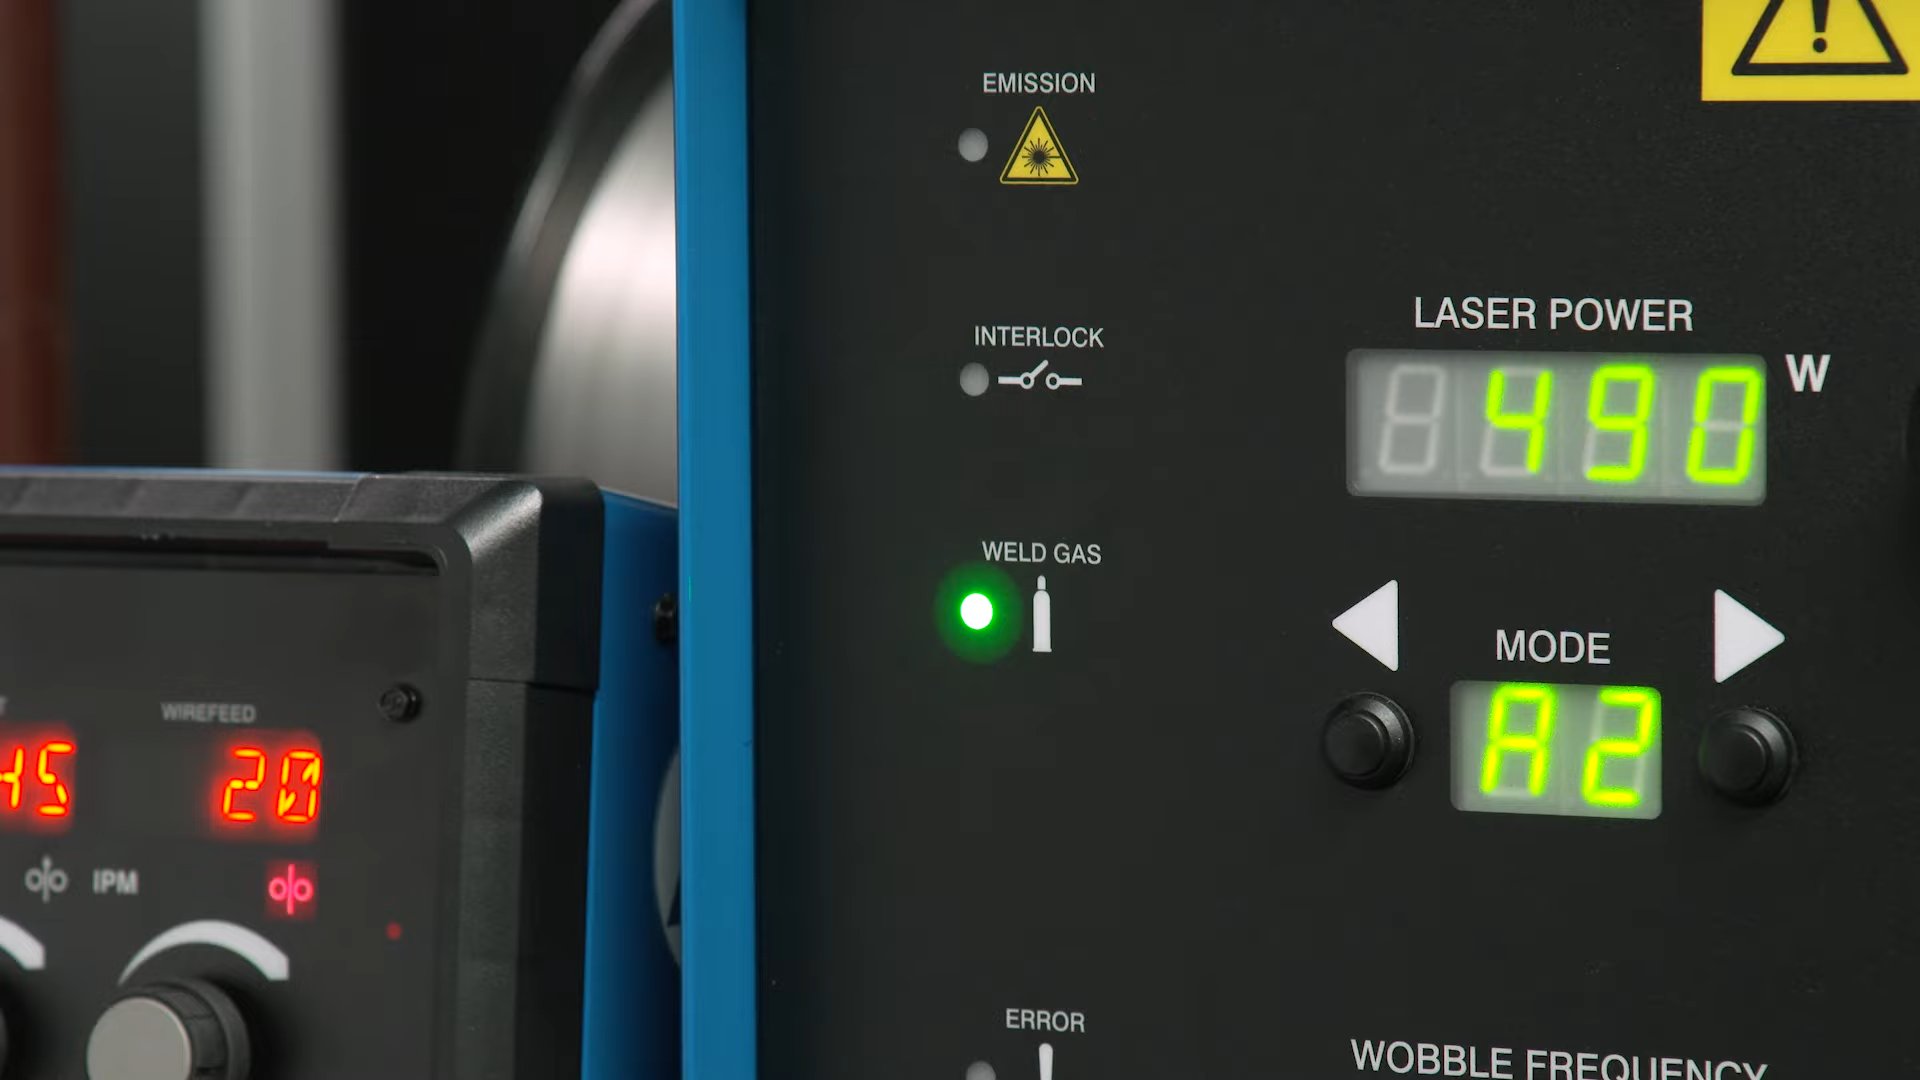 EMISSION
INTERLOCK
LASER POWER
490 W
WELD GAS
MODE
A2
WIREFEED
45
20
IPM
ERROR
WOBBLE FREQUENCY